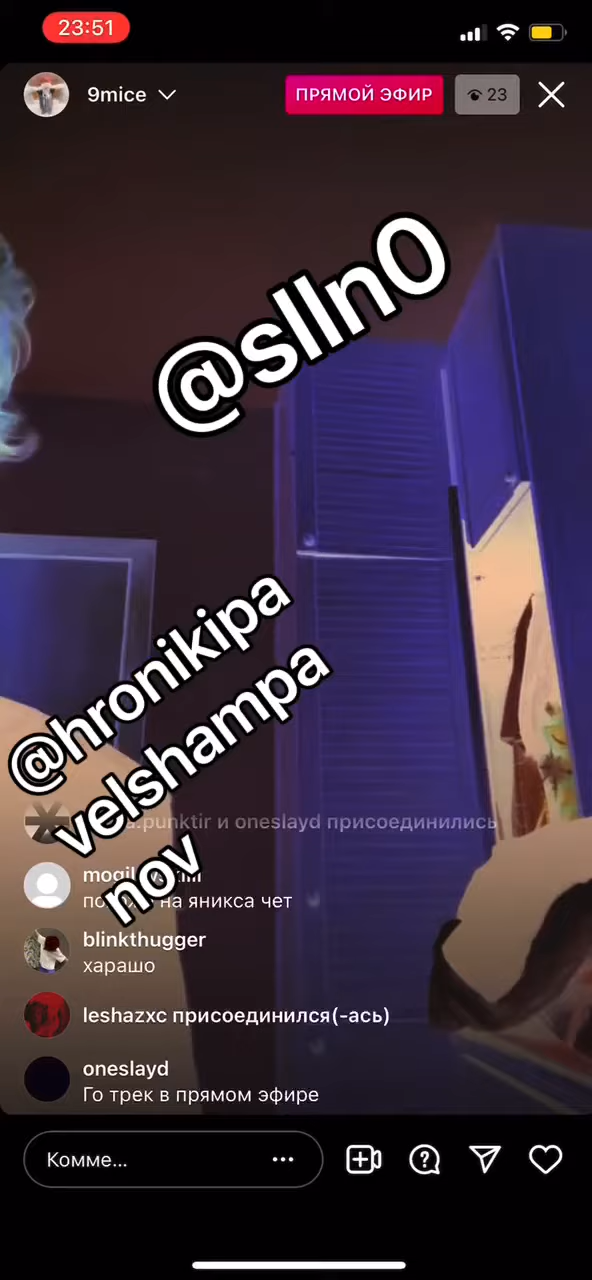 23:51
9mice
ПРЯМОЙ ЭФИР
23
@slln0
@hronikipa
velshampa
nov
.punktir и oneslayd присоединились
на яникса чет
blinkthugger
харашо
leshazxc присоединился(-ась)
oneslayd
Го трек в прямом эфире
Комме...